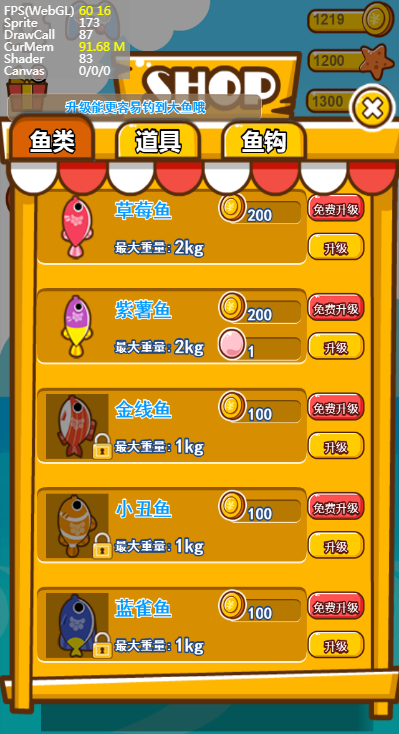 FPS(WebGL) 60 16
Sprite 173
DrawCall 87
CurMem 91.68 M
Shader 83
Canvas 0/0/0
1219
1200
1300
SHOP
升级能更容易钓到大鱼哦
鱼类 道具 鱼钩
草莓鱼 200 免费升级
最大重量: 2kg 升级
紫薯鱼 200 免费升级
最大重量: 2kg 1 升级
金线鱼 100 免费升级
最大重量: 1kg 升级
小丑鱼 100 免费升级
最大重量: 1kg 升级
蓝雀鱼 100 免费升级
最大重量: 1kg 升级